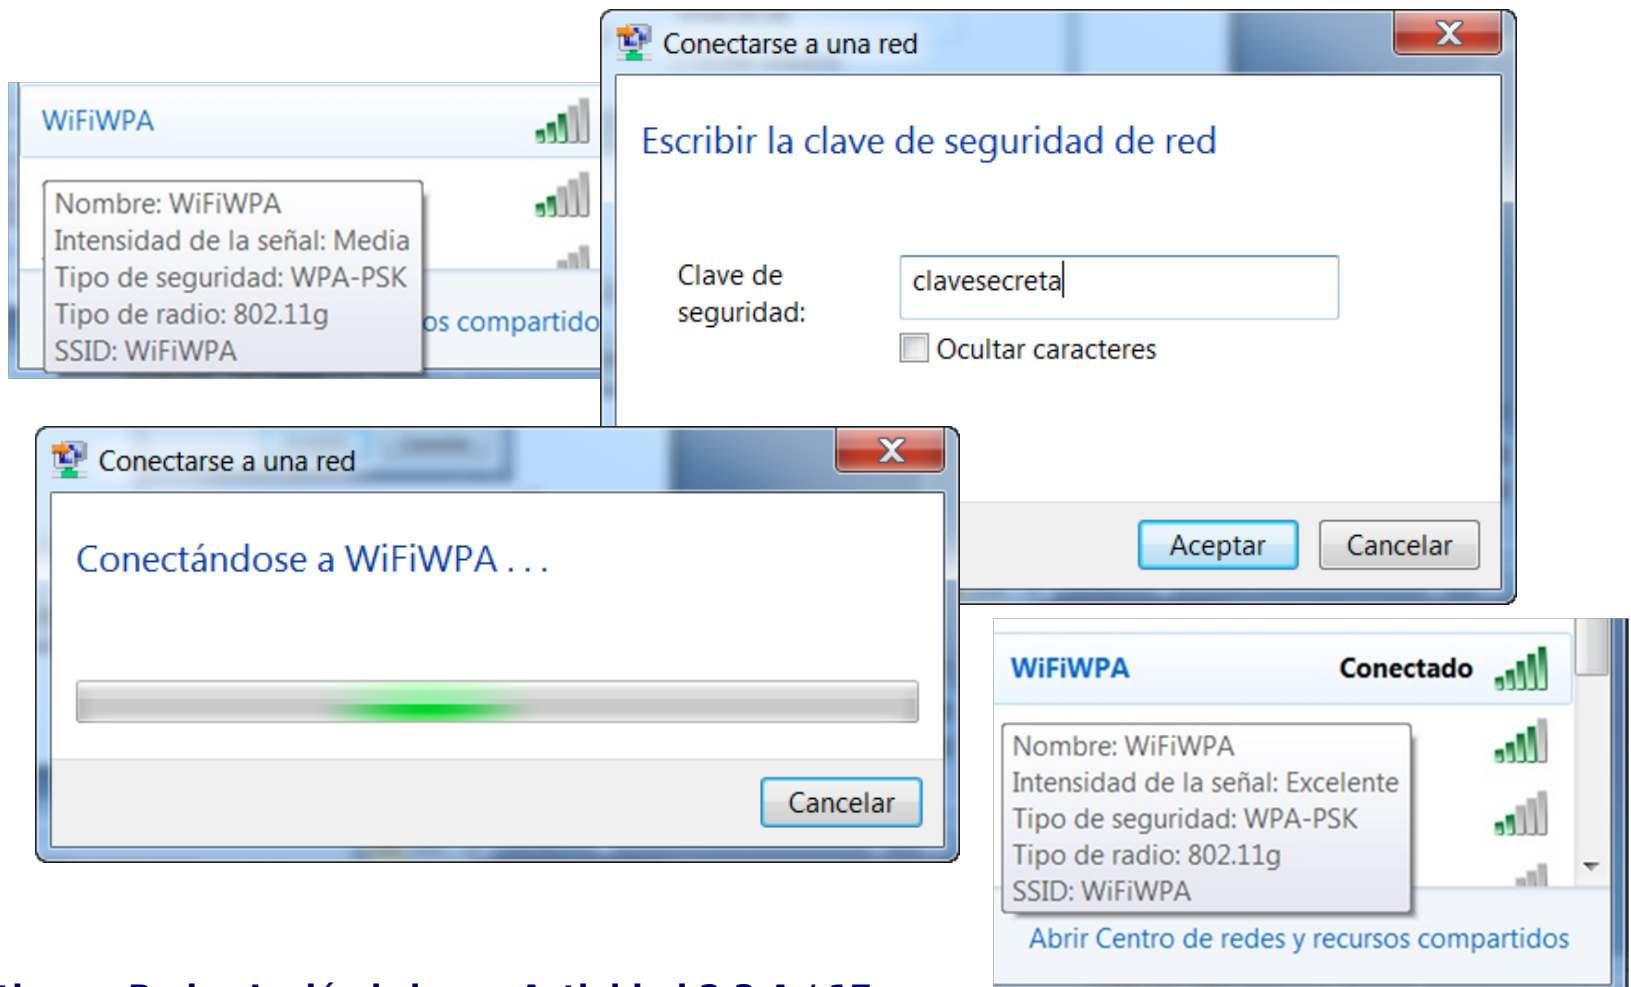 WiFiWPA
Nombre: WiFiWPA
Intensidad de la señal: Media
Tipo de seguridad: WPA-PSK
Tipo de radio: 802.11g
SSID: WiFiWPA
os compartido
Conectarse a una red
Escribir la clave de seguridad de red
Clave de
seguridad:
clavesecreta
Ocultar caracteres
Aceptar
Cancelar
Conectarse a una red
Conectándose a WiFiWPA . . .
Cancelar
WiFiWPA
Conectado
Nombre: WiFiWPA
Intensidad de la señal: Excelente
Tipo de seguridad: WPA-PSK
Tipo de radio: 802.11g
SSID: WiFiWPA
Abrir Centro de redes y recursos compartidos